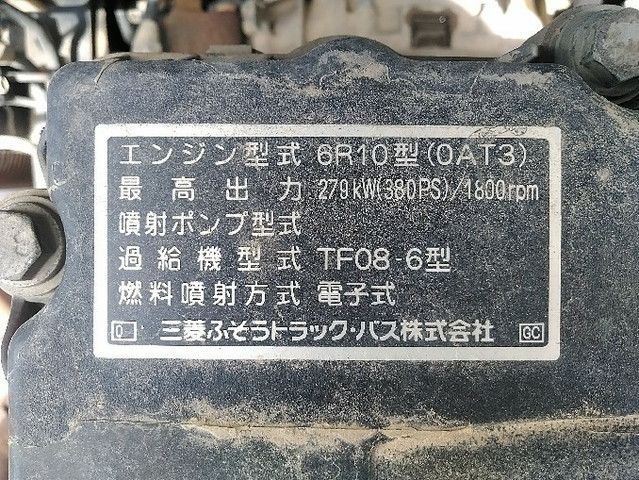 エンジン型式 6R10型(0AT3)
最高出力 279kW(380PS)/1800rpm
噴射ポンプ型式
過給機型式 TF08-6型
燃料噴射方式 電子式
0 三菱ふそうトラック・バス株式会社 GC